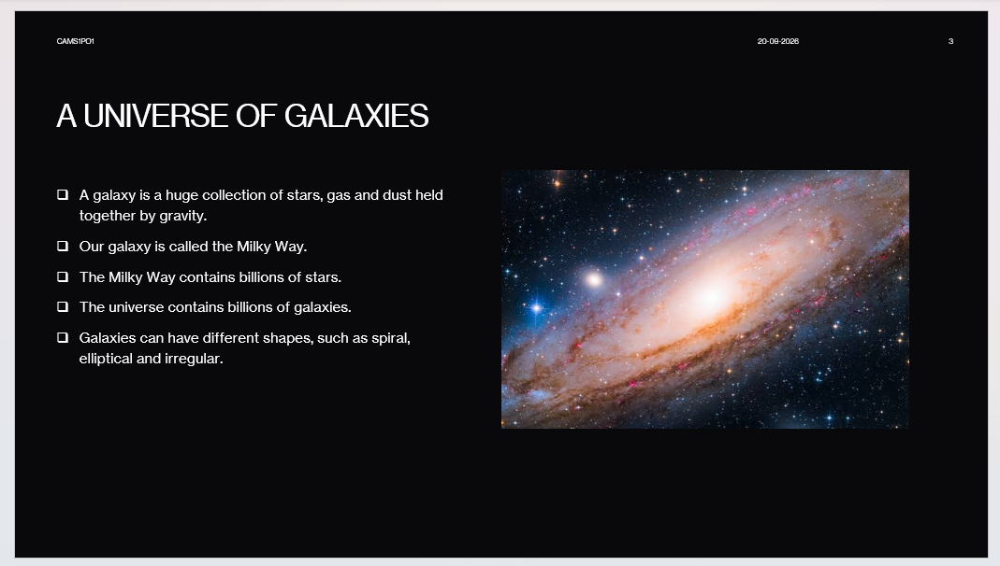 CAMS1PO1
20-09-2026
3
A UNIVERSE OF GALAXIES
❑ A galaxy is a huge collection of stars, gas and dust held
together by gravity.
❑ Our galaxy is called the Milky Way.
❑ The Milky Way contains billions of stars.
❑ The universe contains billions of galaxies.
❑ Galaxies can have different shapes, such as spiral,
elliptical and irregular.